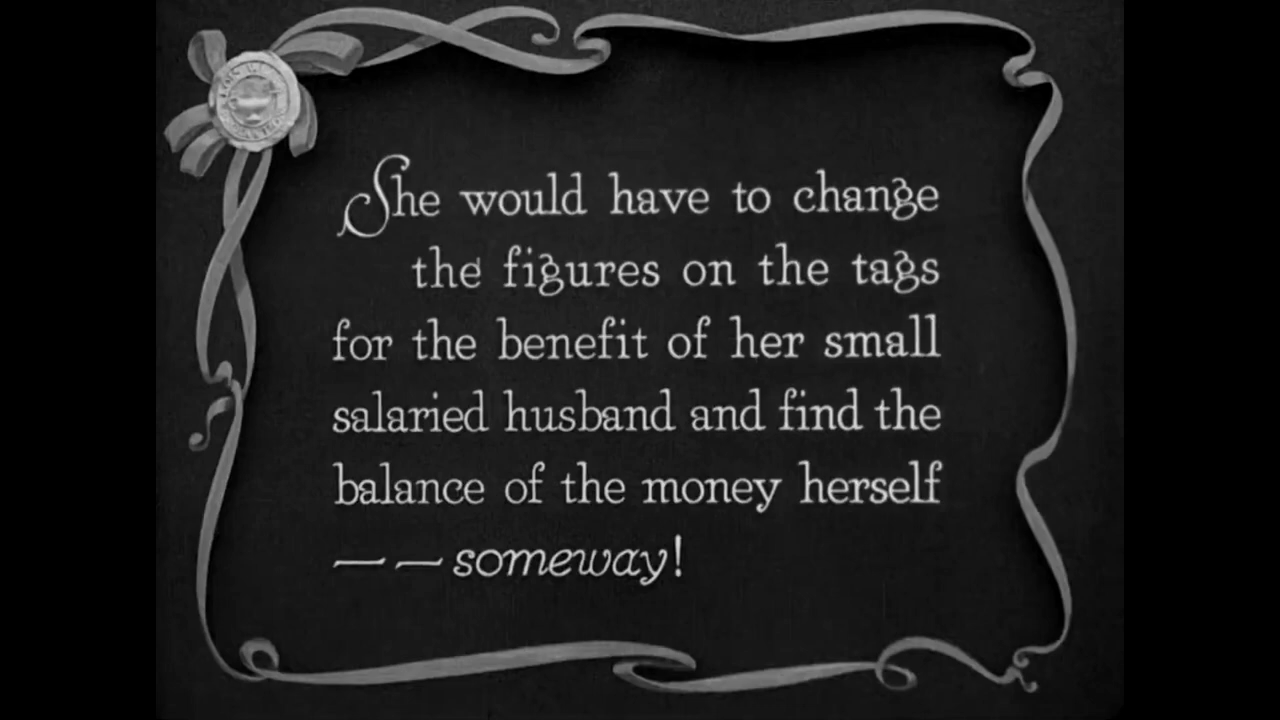 She would have to change
the figures on the tags
for the benefit of her small
salaried husband and find the
balance of the money herself
— — someway!